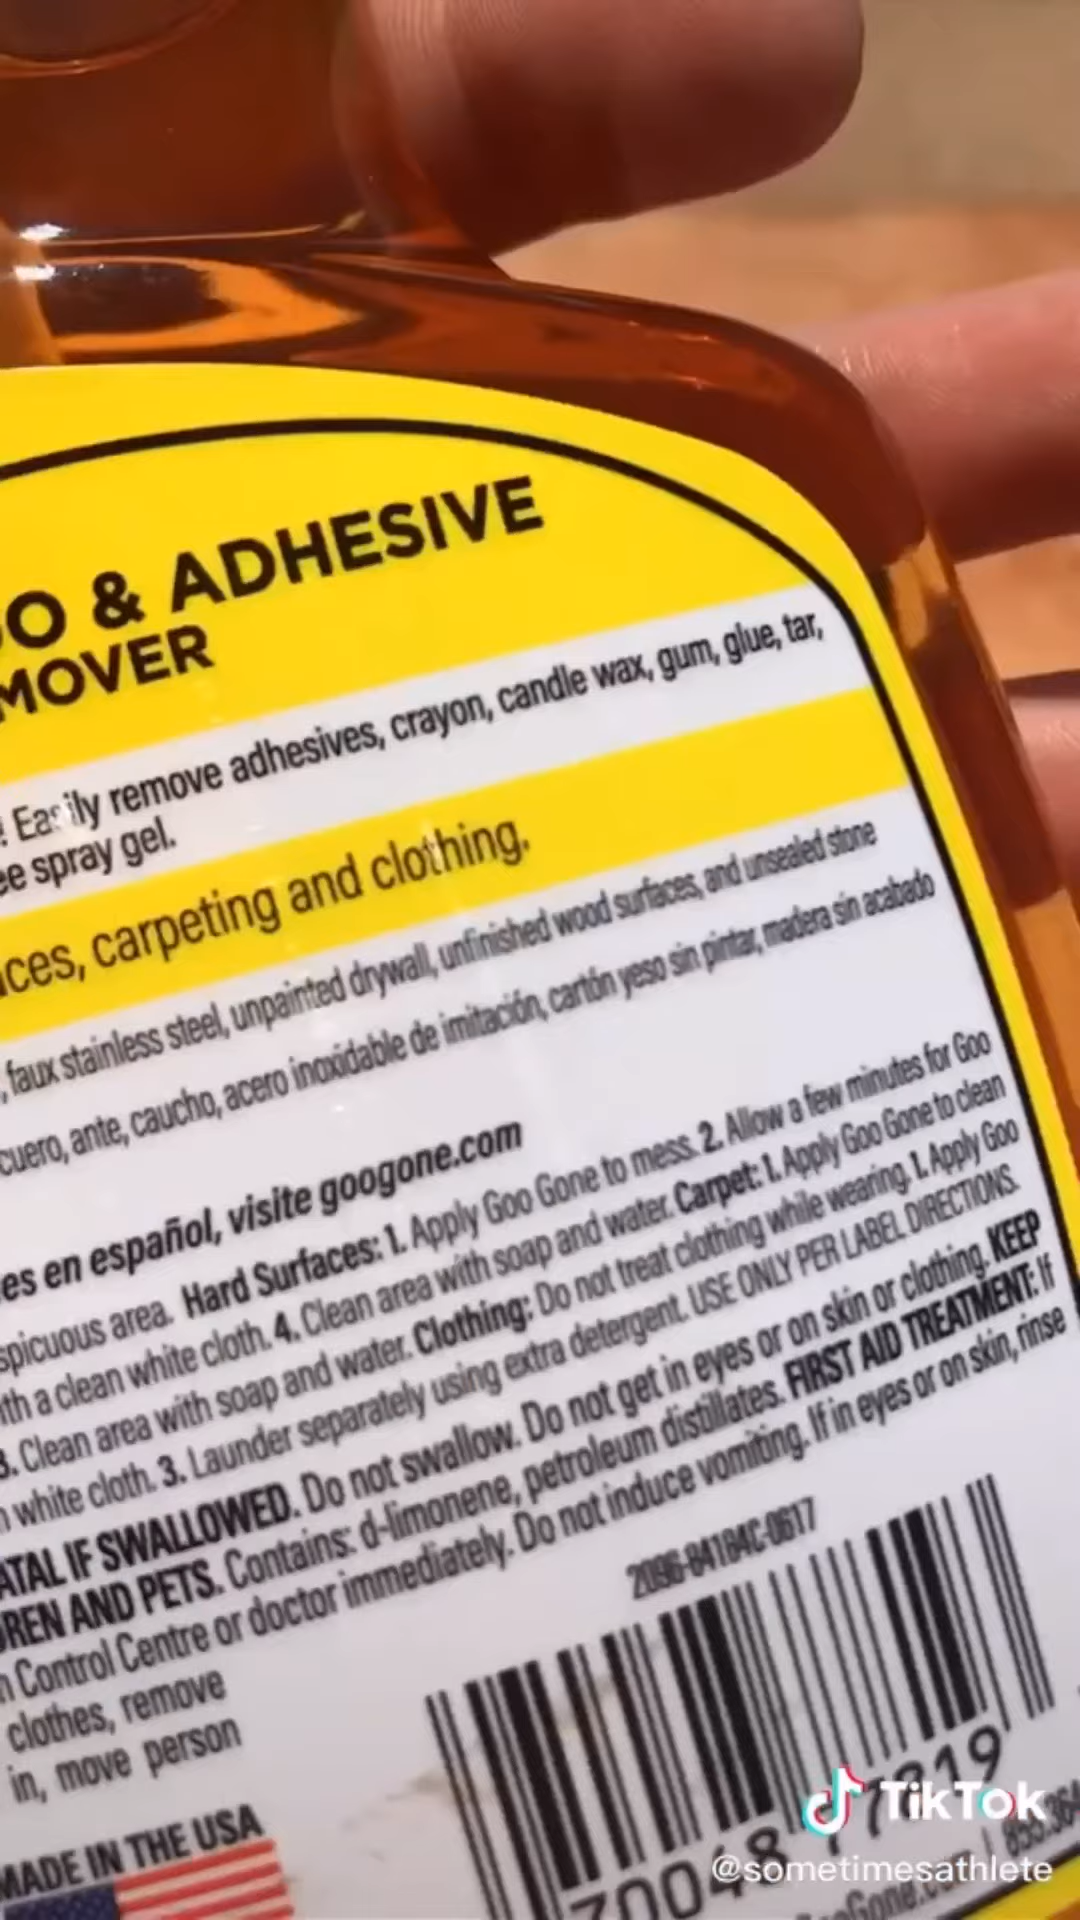 O & ADHESIVE
MOVER
! Easily remove adhesives, crayon, candle wax, gum, glue, tar,
ee spray gel.
ces, carpeting and clothing.
, faux stainless steel, unpainted drywall, unfinished wood surfaces, and unsealed stone
cuero, ante, caucho, acero inoxidable de imitación, cartón yeso sin pintar, madera sin acabado
es en español, visite googone.com
spicuous area. Hard Surfaces: 1. Apply Goo Gone to mess. 2. Allow a few minutes for Goo
ith a clean white cloth. 4. Clean area with soap and water. Carpet: 1. Apply Goo Gone to clean
3. Clean area with soap and water. Clothing: Do not treat clothing while wearing. 1. Apply Goo
n white cloth. 3. Launder separately using extra detergent. USE ONLY PER LABEL DIRECTIONS.
ATAL IF SWALLOWED. Do not swallow. Do not get in eyes or on skin or clothing. KEEP
REN AND PETS. Contains: d-limonene, petroleum distillates. FIRST AID TREATMENT: If
n Control Centre or doctor immediately. Do not induce vomiting. If in eyes or on skin, rinse
clothes, remove
in, move person
2096-84184C-0617
MADE IN THE USA
TikTok
@sometimesathlete